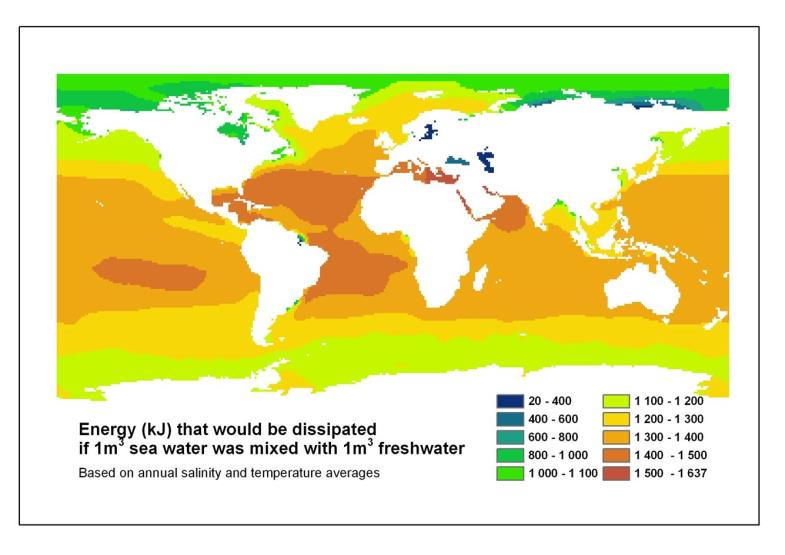 Energy (kJ) that would be dissipated
if 1m³ sea water was mixed with 1m³ freshwater
Based on annual salinity and temperature averages
20 - 400
400 - 600
600 - 800
800 - 1 000
1 000 - 1 100
1 100 - 1 200
1 200 - 1 300
1 300 - 1 400
1 400 - 1 500
1 500 - 1 637